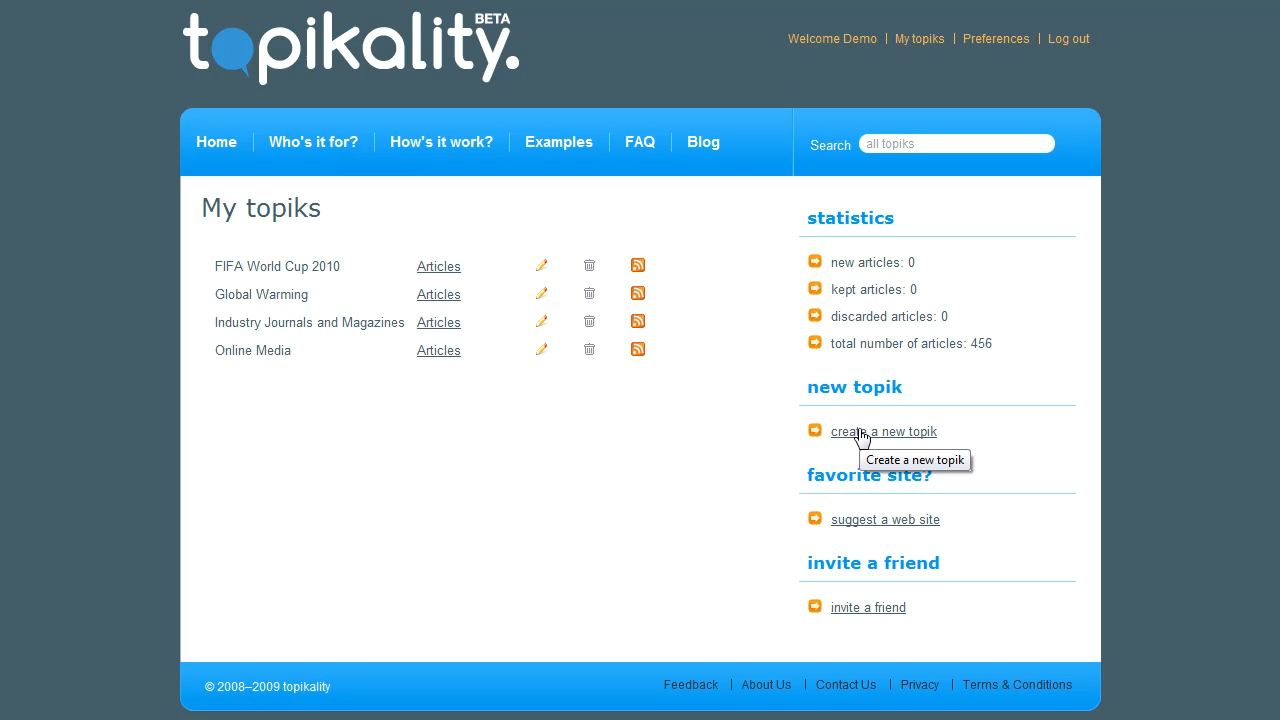 topikality.
BETA
Welcome Demo | My topiks | Preferences | Log out
Home | Who's it for? | How's it work? | Examples | FAQ | Blog
Search all topiks
My topiks
FIFA World Cup 2010 Articles
Global Warming Articles
Industry Journals and Magazines Articles
Online Media Articles
statistics
new articles: 0
kept articles: 0
discarded articles: 0
total number of articles: 456
new topik
create a new topik
Create a new topik
favorite site?
suggest a web site
invite a friend
invite a friend
© 2008–2009 topikality
Feedback | About Us | Contact Us | Privacy | Terms & Conditions